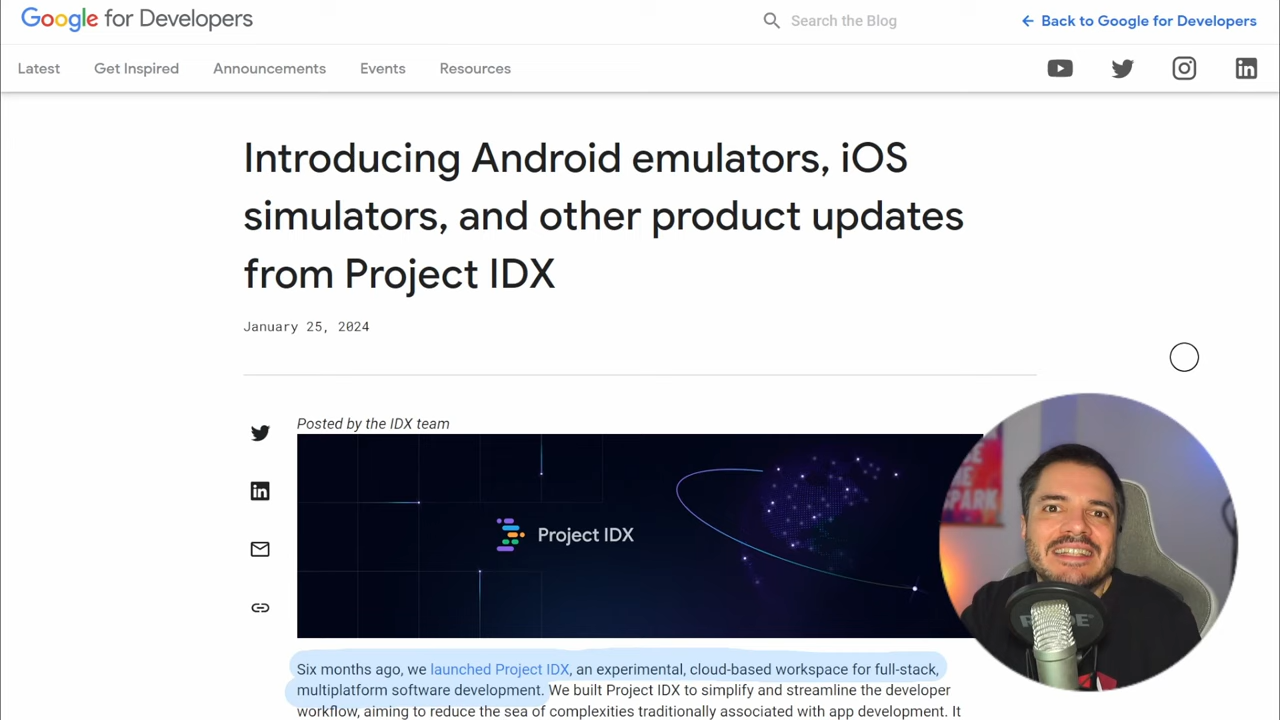 Google for Developers
Search the Blog
← Back to Google for Developers
Latest
Get Inspired
Announcements
Events
Resources
Introducing Android emulators, iOS
simulators, and other product updates
from Project IDX
January 25, 2024
Posted by the IDX team
Project IDX
SPARK
RODE
Six months ago, we launched Project IDX, an experimental, cloud-based workspace for full-stack,
multiplatform software development. We built Project IDX to simplify and streamline the developer
workflow, aiming to reduce the sea of complexities traditionally associated with app development. It